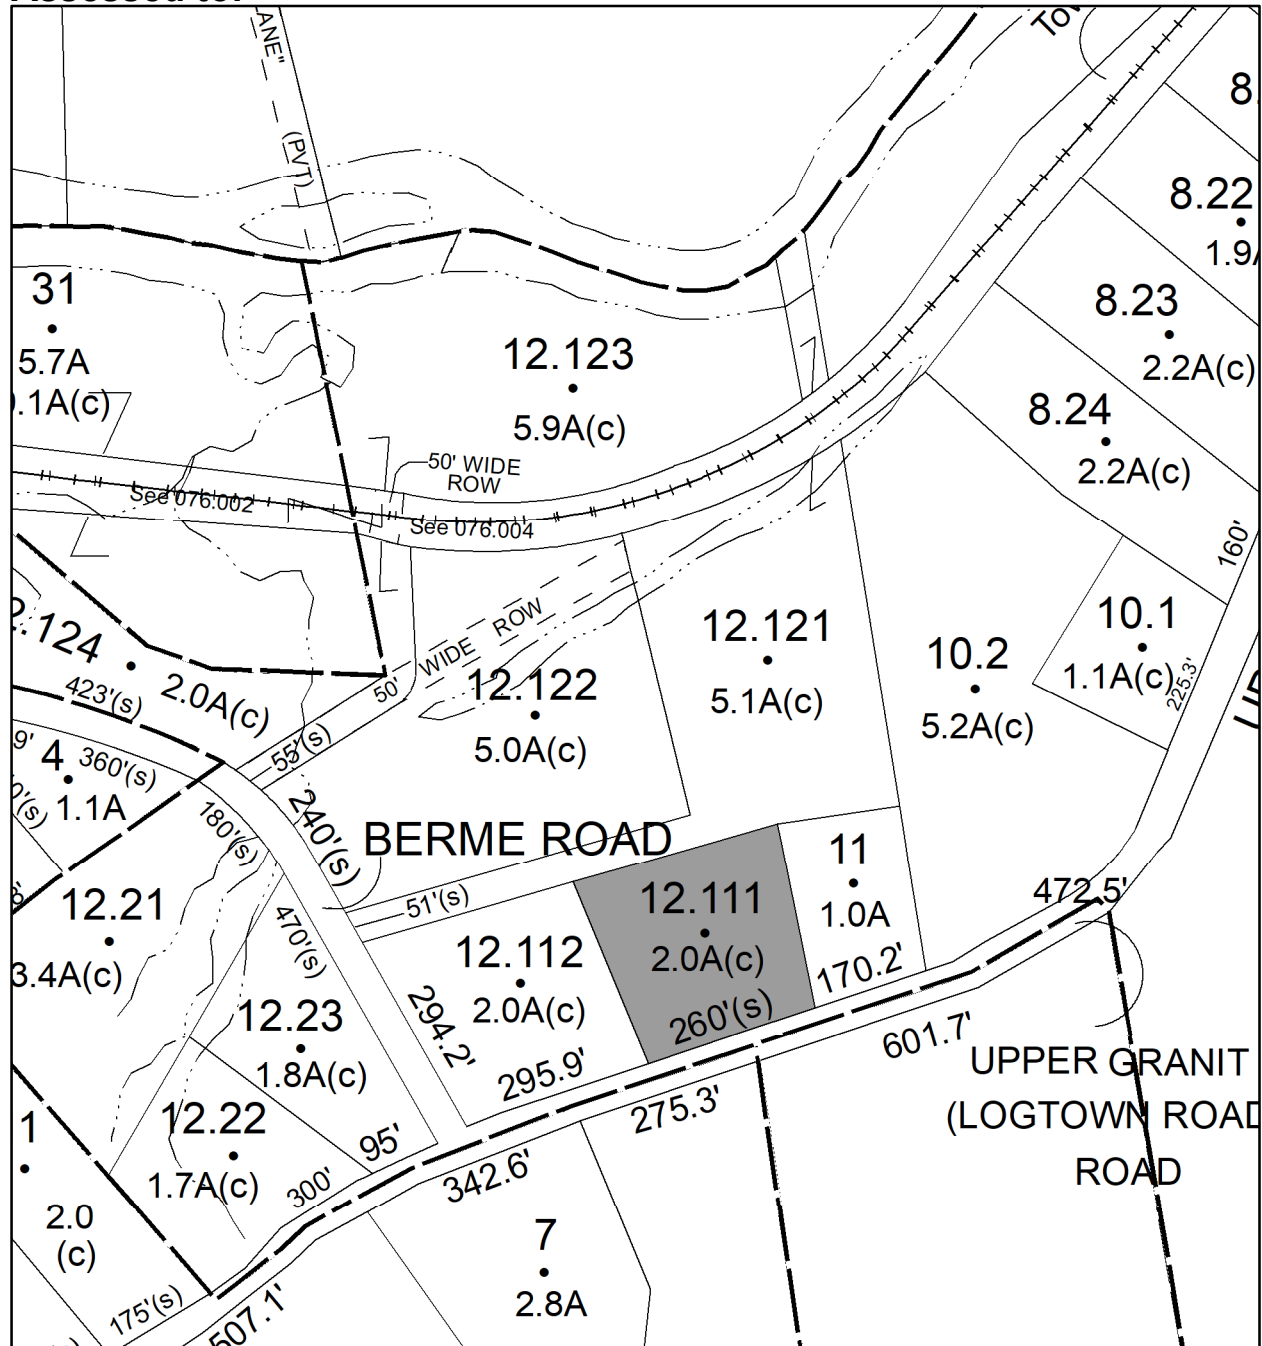 Assessed to:
ANE"
(PVT)
Tow
8.
8.22
1.9A
31
5.7A
0.1A(c)
12.123
5.9A(c)
8.23
2.2A(c)
8.24
2.2A(c)
50' WIDE
ROW
See 076.002
See 076.004
160'
2.124
2.0A(c)
423'(s)
50' WIDE ROW
12.122
5.0A(c)
12.121
5.1A(c)
10.2
5.2A(c)
10.1
1.1A(c)
225.3'
9'
4
1.1A
360'(s)
0'(s)
55'(s)
180'(s)
240'(s)
BERME ROAD
12.21
3.4A(c)
470'(s)
51'(s)
12.111
2.0A(c)
260'(s)
11
1.0A
170.2'
472.5'
12.112
2.0A(c)
294.2'
295.9'
12.23
1.8A(c)
12.22
1.7A(c)
95'
300'
275.3'
342.6'
601.7'
UPPER GRANIT
(LOGTOWN ROAD
ROAD
1
2.0
(c)
175'(s)
507.1'
7
2.8A